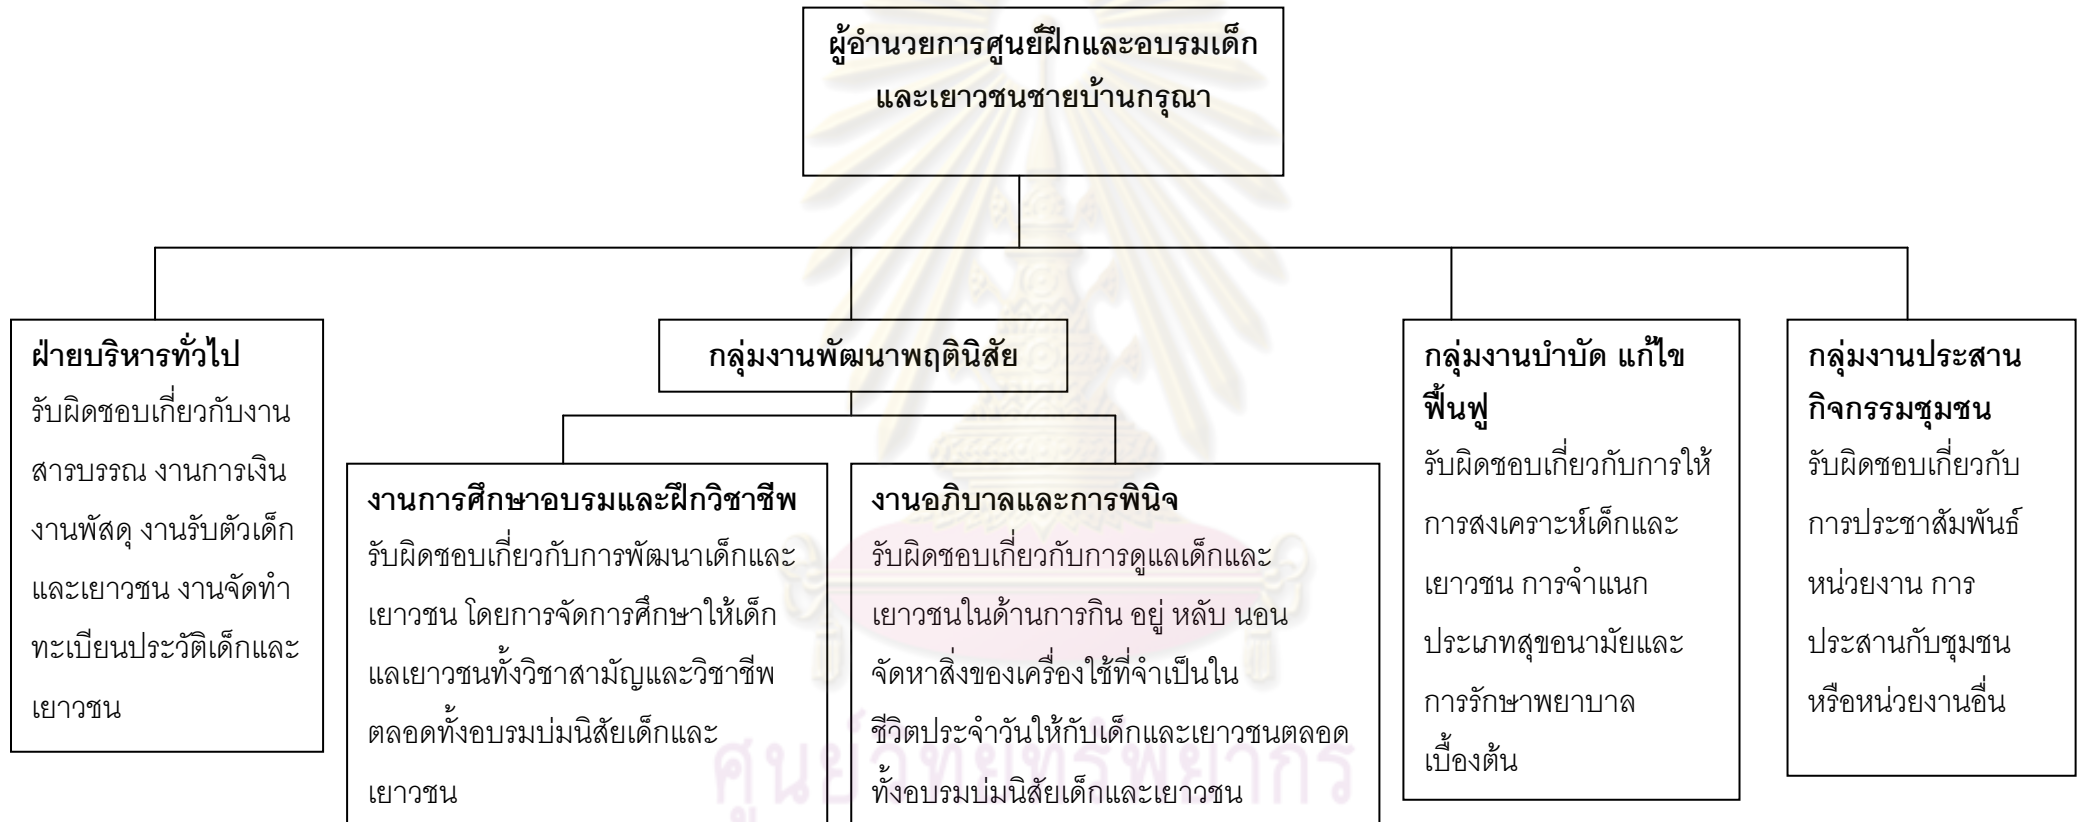 ผู้อำนวยการศูนย์ฝึกและอบรมเด็ก
และเยาวชนชายบ้านกรุณา
ฝ่ายบริหารทั่วไป
รับผิดชอบเกี่ยวกับงาน
สารบรรณ งานการเงิน
งานพัสดุ งานรับตัวเด็ก
และเยาวชน งานจัดทำ
ทะเบียนประวัติเด็กและ
เยาวชน
กลุ่มงานพัฒนาพฤตินิสัย
งานการศึกษาอบรมและฝึกวิชาชีพ
รับผิดชอบเกี่ยวกับการพัฒนาเด็กและ
เยาวชน โดยการจัดการศึกษาให้เด็ก
แลเยาวชนทั้งวิชาสามัญและวิชาชีพ
ตลอดทั้งอบรมบ่มนิสัยเด็กและ
เยาวชน
งานอภิบาลและการพินิจ
รับผิดชอบเกี่ยวกับการดูแลเด็กและ
เยาวชนในด้านการกิน อยู่ หลับ นอน
จัดหาสิ่งของเครื่องใช้ที่จำเป็นใน
ชีวิตประจำวันให้กับเด็กและเยาวชนตลอด
ทั้งอบรมบ่มนิสัยเด็กและเยาวชน
กลุ่มงานบำบัด แก้ไข
ฟื้นฟู
รับผิดชอบเกี่ยวกับการให้
การสงเคราะห์เด็กและ
เยาวชน การจำแนก
ประเภทสุขอนามัยและ
การรักษาพยาบาล
เบื้องต้น
กลุ่มงานประสาน
กิจกรรมชุมชน
รับผิดชอบเกี่ยวกับ
การประชาสัมพันธ์
หน่วยงาน การ
ประสานกับชุมชน
หรือหน่วยงานอื่น
ศูนย์วิทยทรัพยากร